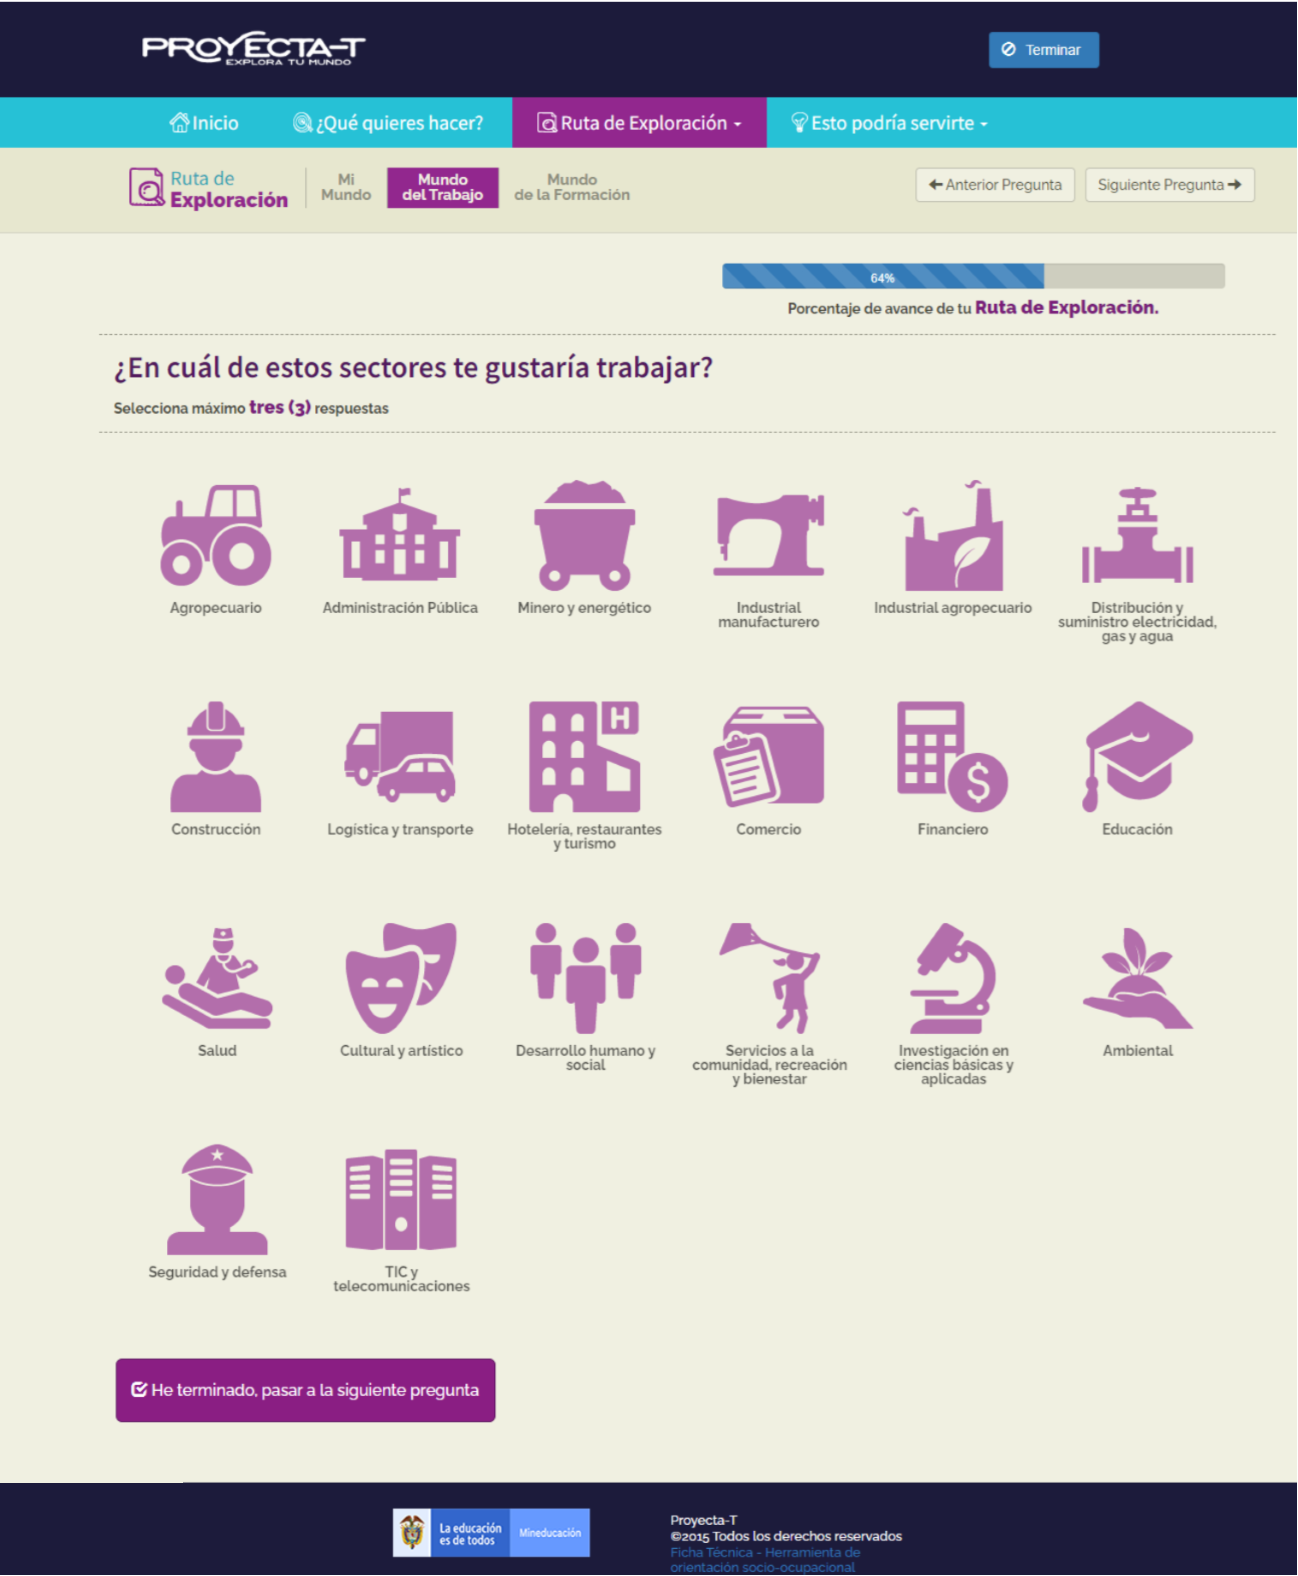 PROYECTA-T
EXPLORA TU MUNDO
Terminar
Inicio
¿Qué quieres hacer?
Ruta de Exploración
Esto podría servirte
Ruta de
Exploración
Mi
Mundo
Mundo
del Trabajo
Mundo
de la Formación
Anterior Pregunta
Siguiente Pregunta
64%
Porcentaje de avance de tu Ruta de Exploración.
¿En cuál de estos sectores te gustaría trabajar?
Selecciona máximo tres (3) respuestas
Agropecuario
Administración Pública
Minero y energético
Industrial
manufacturero
Industrial agropecuario
Distribución y
suministro electricidad,
gas y agua
Construcción
Logística y transporte
H
Hotelería, restaurantes
y turismo
Comercio
$
Financiero
Educación
Salud
Cultural y artístico
Desarrollo humano y
social
Servicios a la
comunidad, recreación
y bienestar
Investigación en
ciencias básicas y
aplicadas
Ambiental
Seguridad y defensa
TIC y
telecomunicaciones
He terminado, pasar a la siguiente pregunta
La educación
es de todos
Mineducación
Proyecta-T
©2015 Todos los derechos reservados
Ficha Técnica - Herramienta de
orientación socio-ocupacional